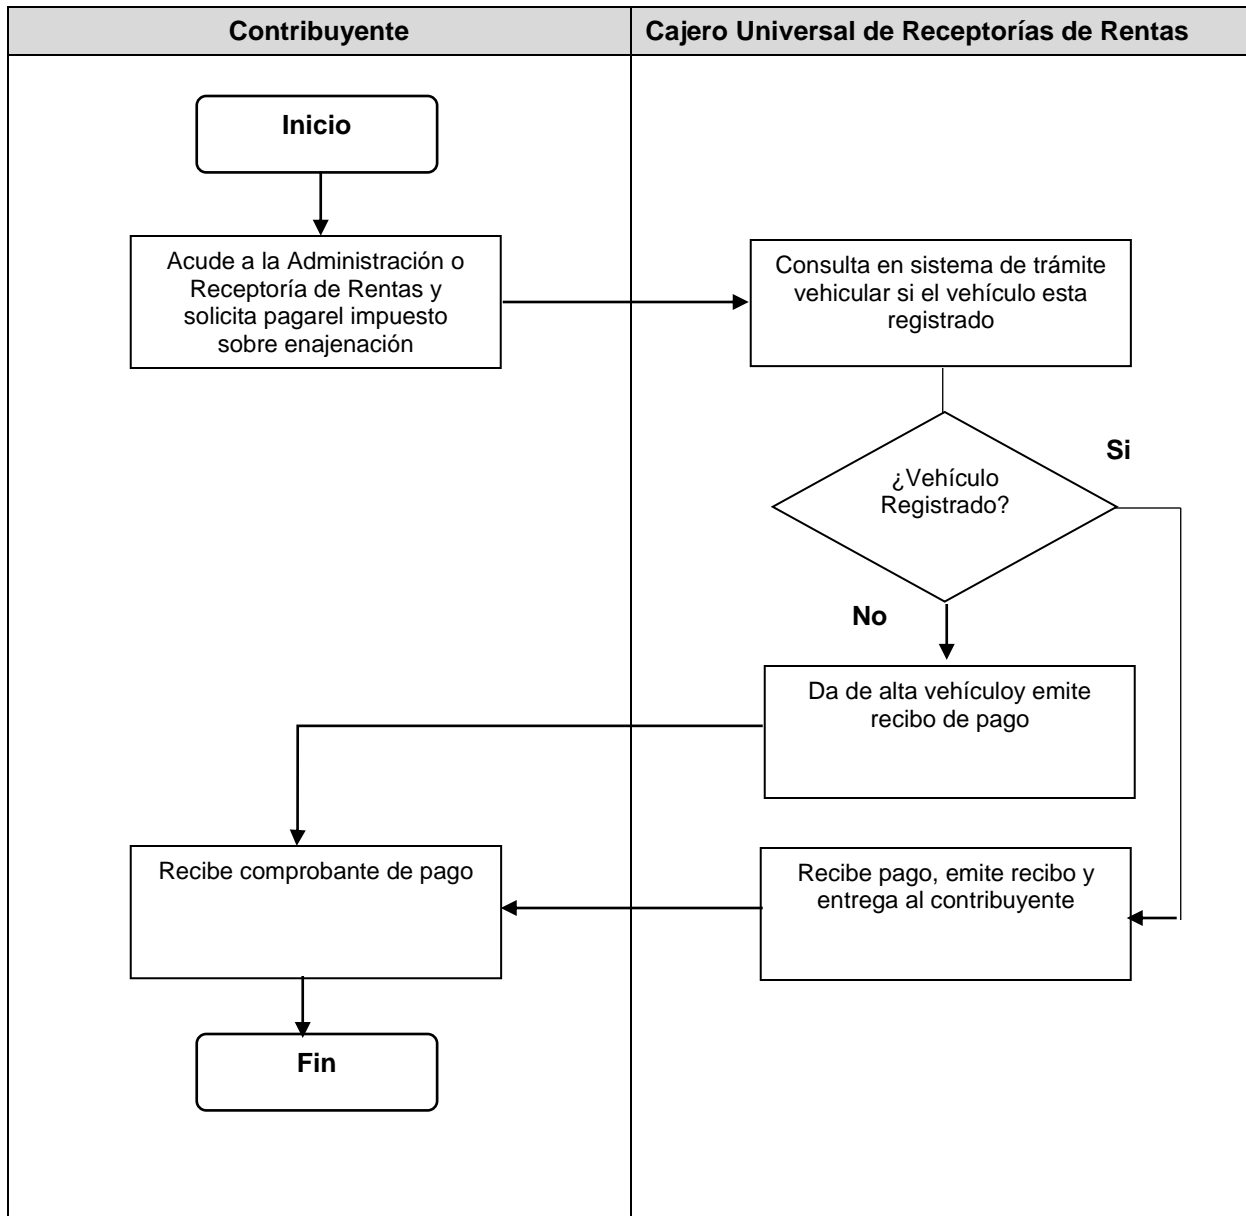 Contribuyente
Cajero Universal de Receptorías de Rentas
Inicio
Acude a la Administración o
Receptoría de Rentas y
solicita pagarel impuesto
sobre enajenación
Consulta en sistema de trámite
vehicular si el vehículo esta
registrado
Si
¿Vehículo
Registrado?
No
Da de alta vehículoy emite
recibo de pago
Recibe comprobante de pago
Recibe pago, emite recibo y
entrega al contribuyente
Fin